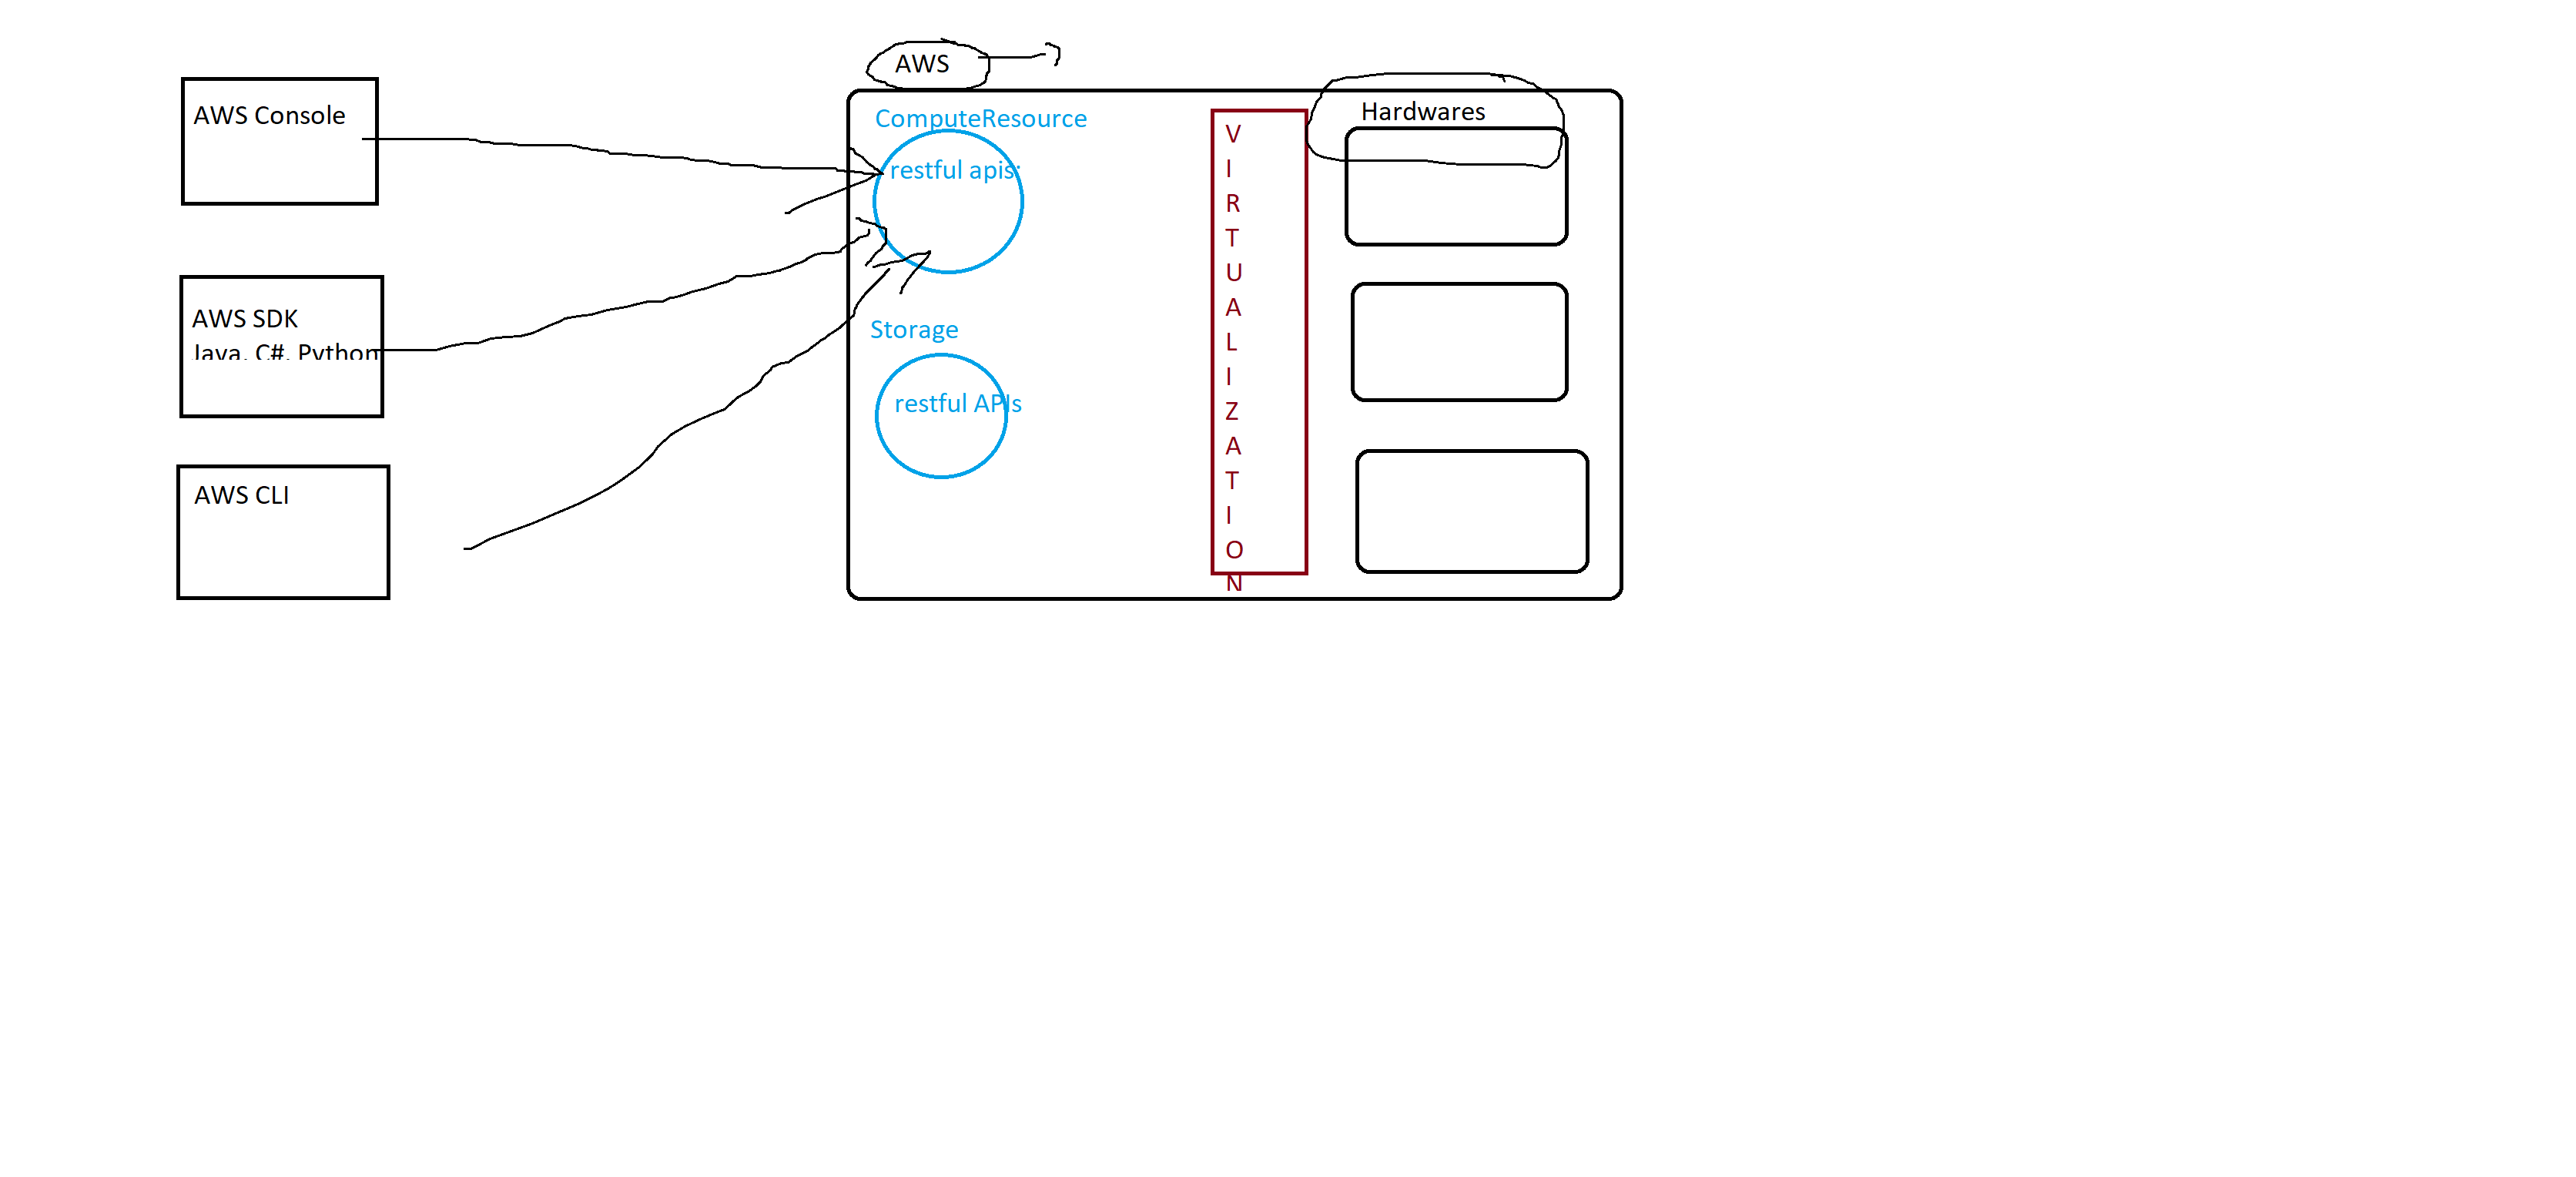 AWS
AWS Console
AWS SDK
Java, C#, Python
AWS CLI
ComputeResource
restful apis:
Storage
restful APIs
V
I
R
T
U
A
L
I
Z
A
T
I
O
N
Hardwares